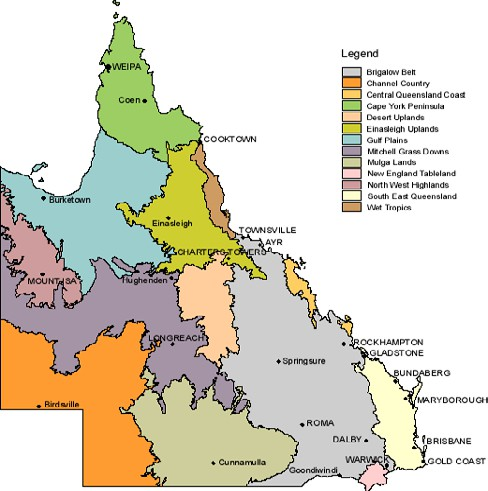 WEIPA
Coen
COOKTOWN
Burketown
Einasleigh
TOWNSVILLE
AYR
CHARTERS TOWERS
MOUNT ISA
Hughenden
LONGREACH
ROCKHAMPTON
GLADSTONE
Springsure
BUNDABERG
MARYBOROUGH
Birdsville
ROMA
DALBY
BRISBANE
WARWICK
GOLD COAST
Cunnamulla
Goondiwindi
Legend
Brigalow Belt
Channel Country
Central Queensland Coast
Cape York Peninsula
Desert Uplands
Einasleigh Uplands
Gulf Plains
Mitchell Grass Downs
Mulga Lands
New England Tableland
North West Highlands
South East Queensland
Wet Tropics